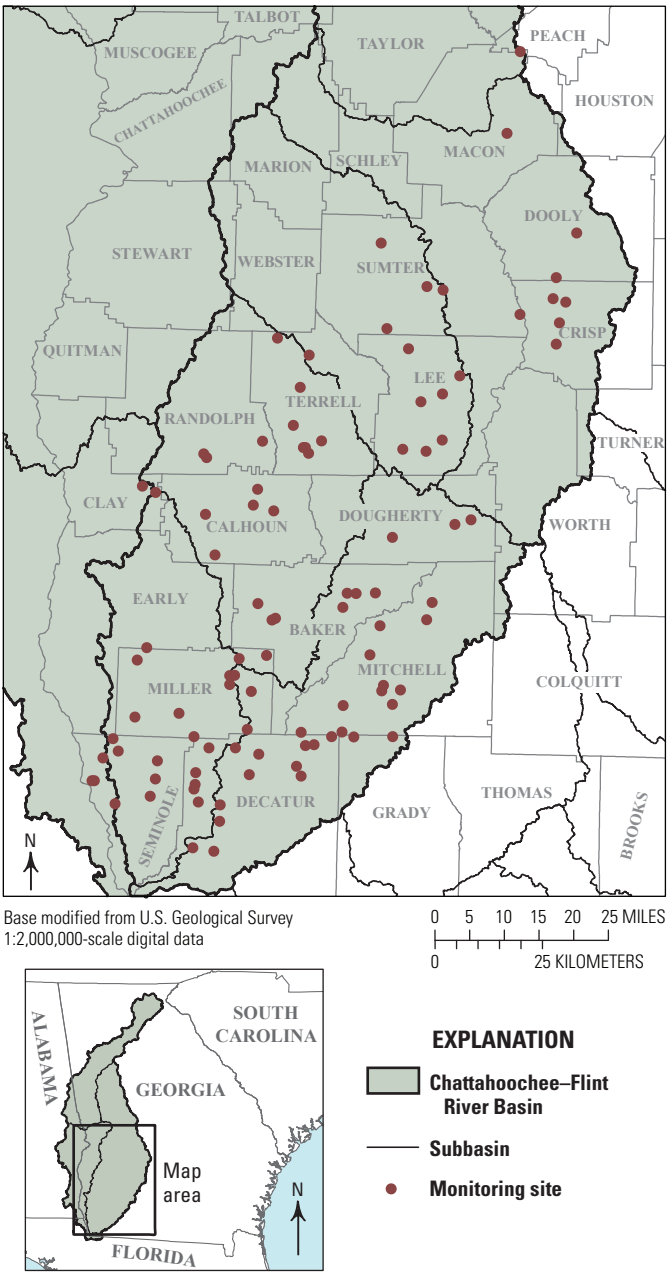 TALBOT
PEACH
TAYLOR
MUSCOGEE
HOUSTON
CHATTAHOOCHEE
MACON
SCHLEY
MARION
DOOLY
STEWART
WEBSTER
SUMTER
CRISP
QUITMAN
LEE
TERRELL
RANDOLPH
TURNER
CLAY
DOUGHERTY
CALHOUN
WORTH
EARLY
BAKER
MITCHELL
COLQUITT
MILLER
THOMAS
DECATUR
GRADY
SEMINOLE
BROOKS
N
Base modified from U.S. Geological Survey
1:2,000,000-scale digital data
0 5 10 15 20 25 MILES
0 25 KILOMETERS
ALABAMA
SOUTH
CAROLINA
GEORGIA
Map
area
N
FLORIDA
EXPLANATION
Chattahoochee–Flint
River Basin
Subbasin
Monitoring site